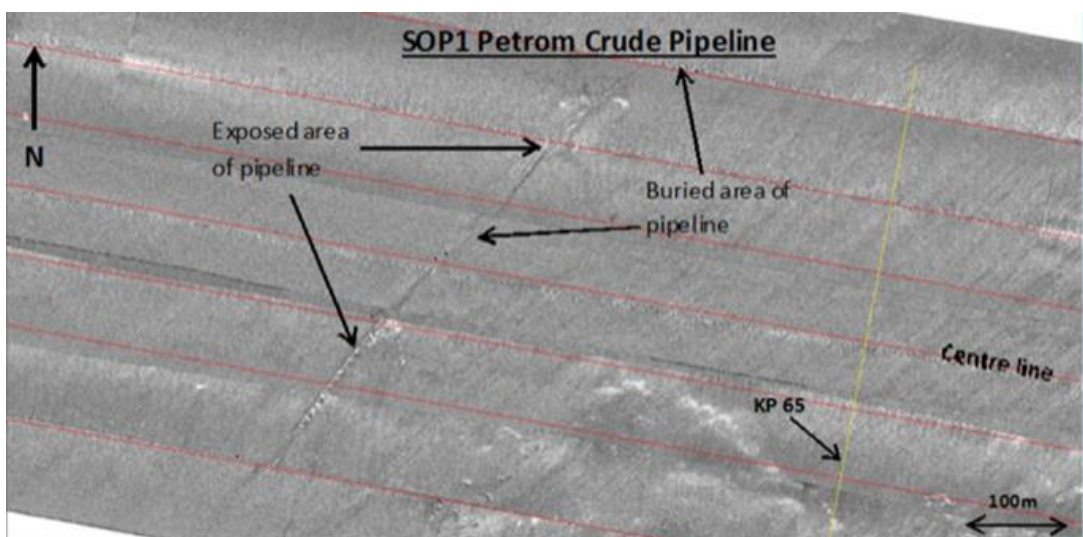 SOP1 Petrom Crude Pipeline
Exposed area
of pipeline
N
Buried area of
pipeline
Centre line
KP 65
100m